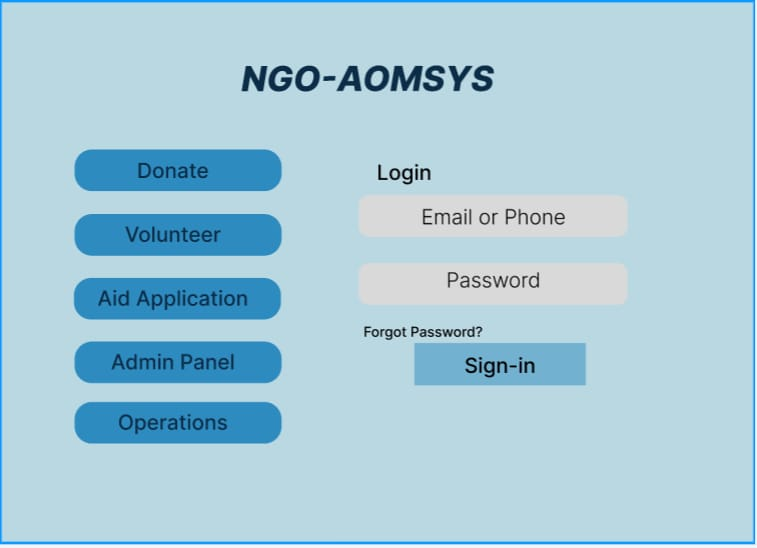 NGO-AOMSYS
Donate
Volunteer
Aid Application
Admin Panel
Operations
Login
Email or Phone
Password
Forgot Password?
Sign-in